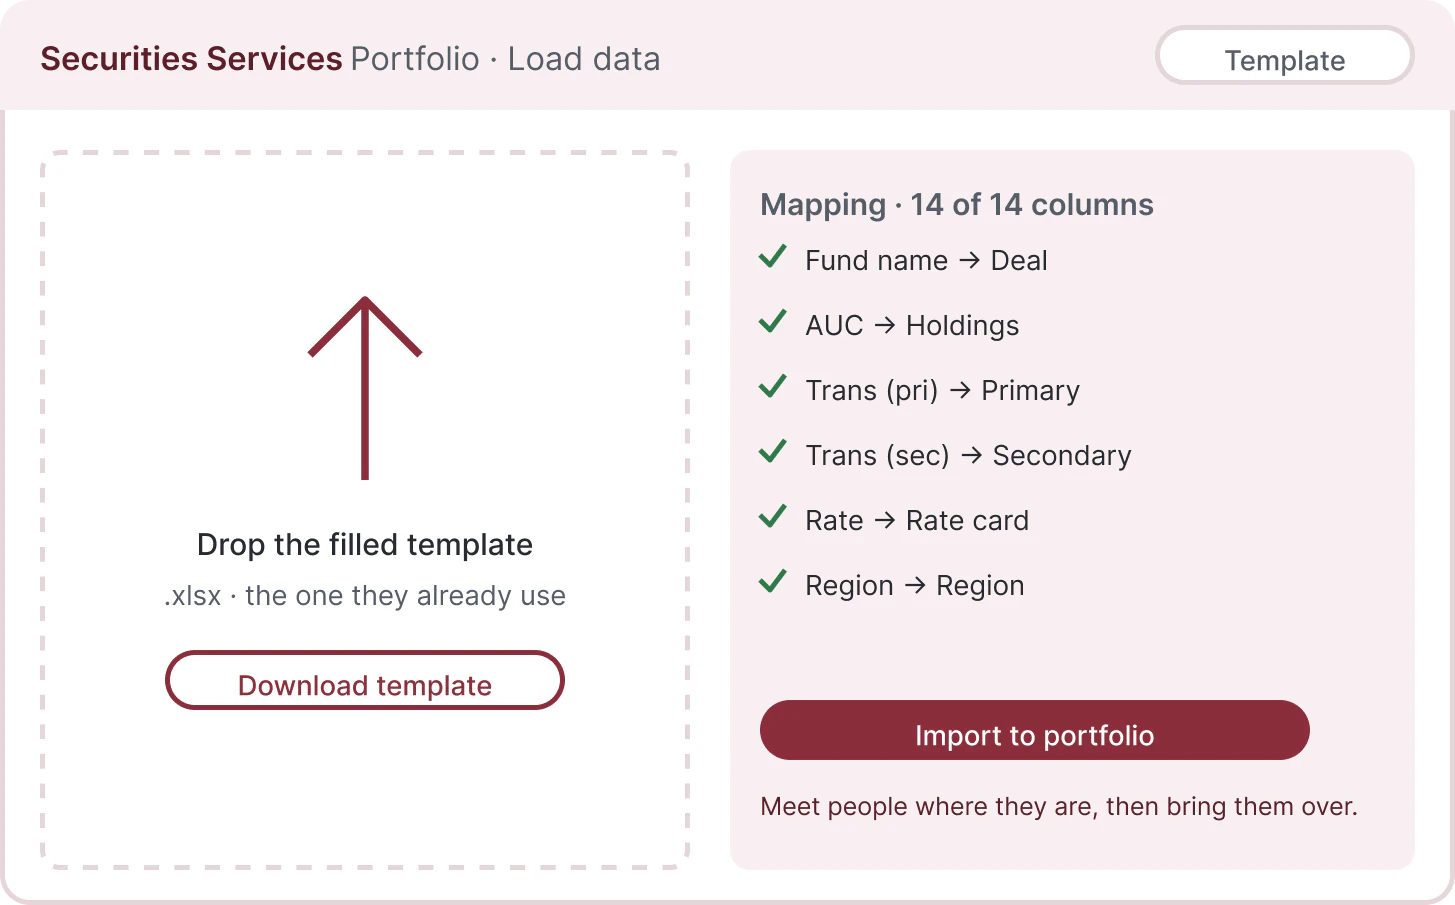 Securities Services Portfolio · Load data
Template
Drop the filled template
.xlsx · the one they already use
Download template
Mapping · 14 of 14 columns
Fund name → Deal
AUC → Holdings
Trans (pri) → Primary
Trans (sec) → Secondary
Rate → Rate card
Region → Region
Import to portfolio
Meet people where they are, then bring them over.